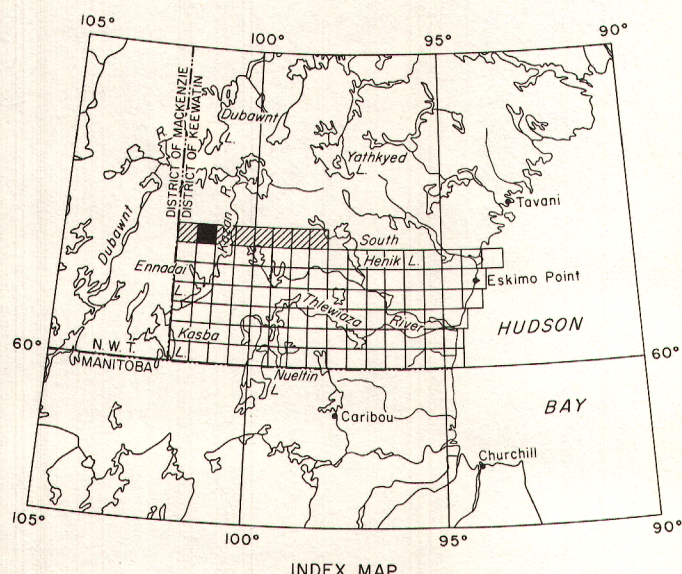 105°
100°
95°
90°
DISTRICT OF MACKENZIE
DISTRICT OF KEEWATIN
Dubawnt
L.
Yathkyed
L.
R.
Tavani
Dubawnt
Kazan
R.
South
Henik L.
Ennadai
L.
Eskimo Point
Thlewiaza
River
HUDSON
Kasba
L.
60°
N. W. T.
MANITOBA
60°
Nueltin
L.
BAY
Caribou
Churchill
105°
100°
95°
90°
INDEX MAP